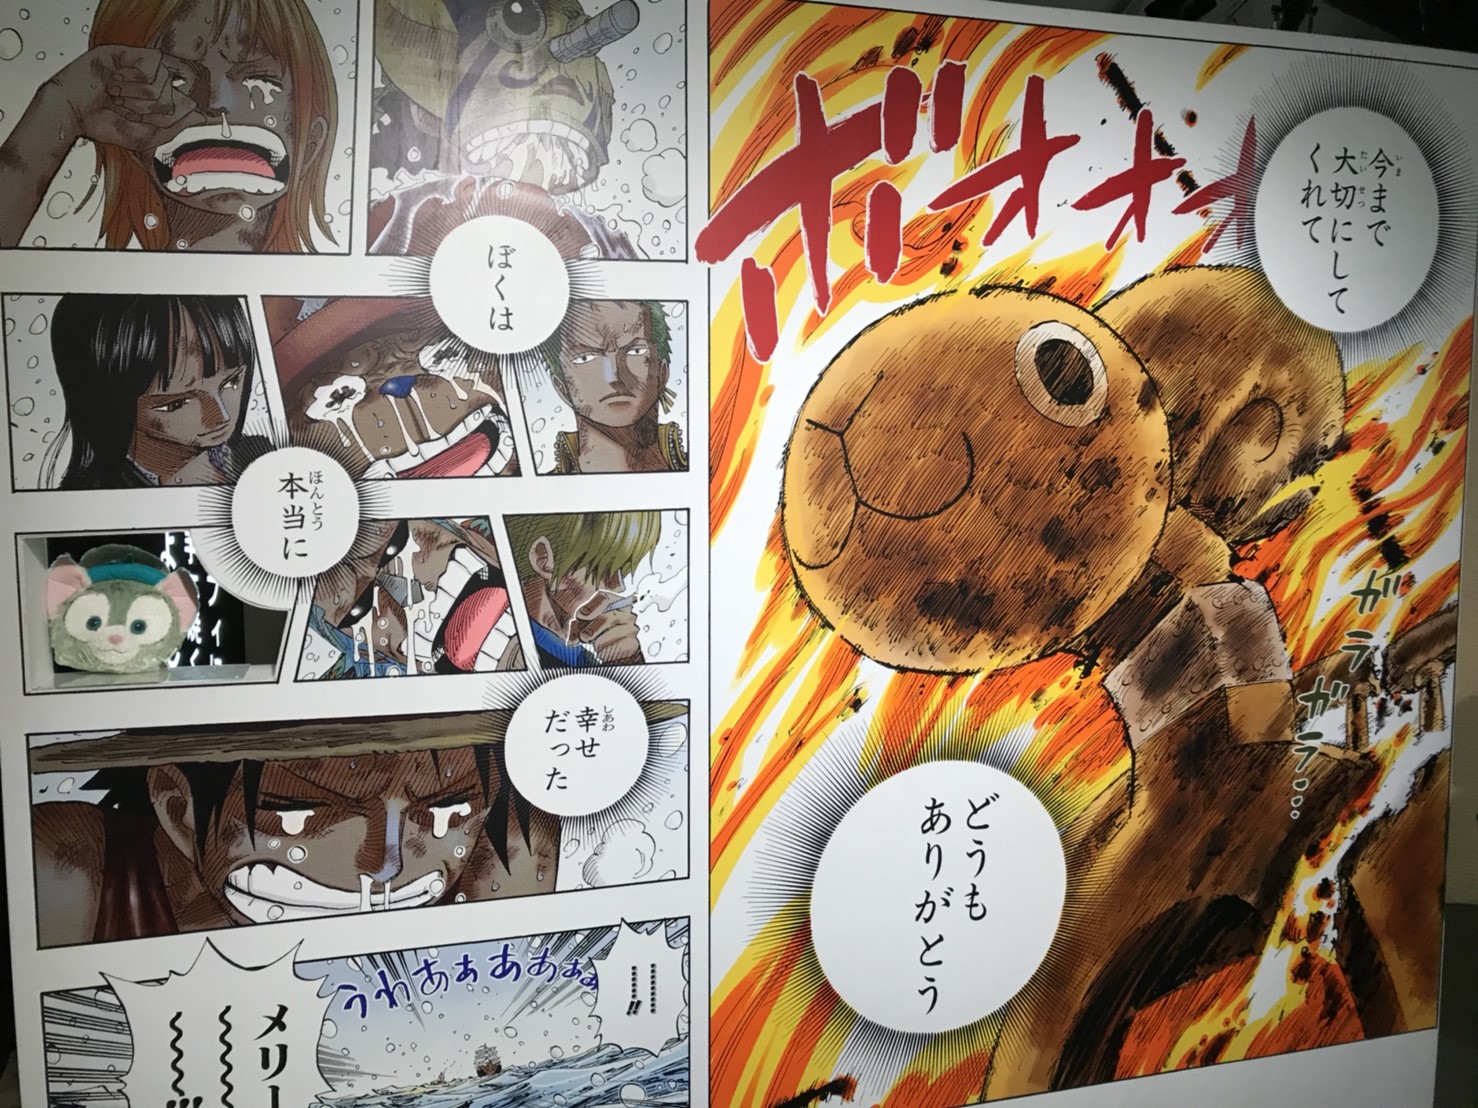 ボオオオ
今まで
大切にして
くれて
ガラガラ…
どうも
ありがとう
ぼくは
本当に
幸せ
だった
うわあああああ
………!!
メリー